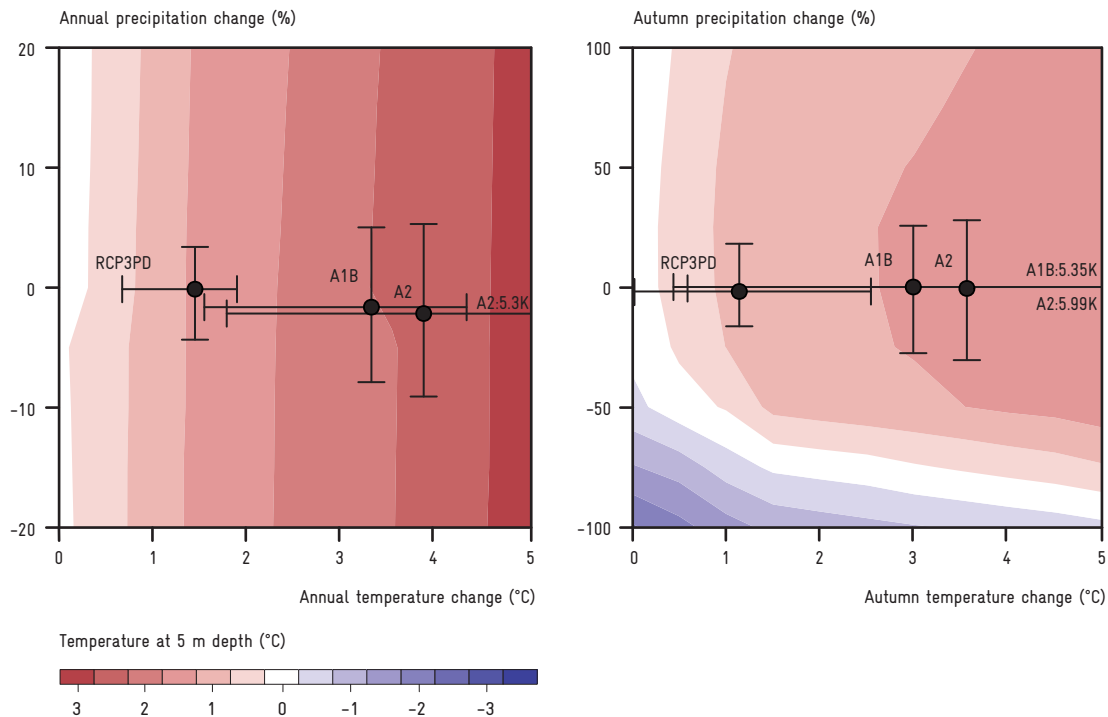 Annual precipitation change (%)
20
10
0
-10
-20
0 1 2 3 4 5
RCP3PD
A1B
A2
A2:5.3K
Annual temperature change (°C)
Autumn precipitation change (%)
100
50
0
-50
-100
0 1 2 3 4 5
RCP3PD
A1B
A2
A1B:5.35K
A2:5.99K
Autumn temperature change (°C)
Temperature at 5 m depth (°C)
3 2 1 0 -1 -2 -3